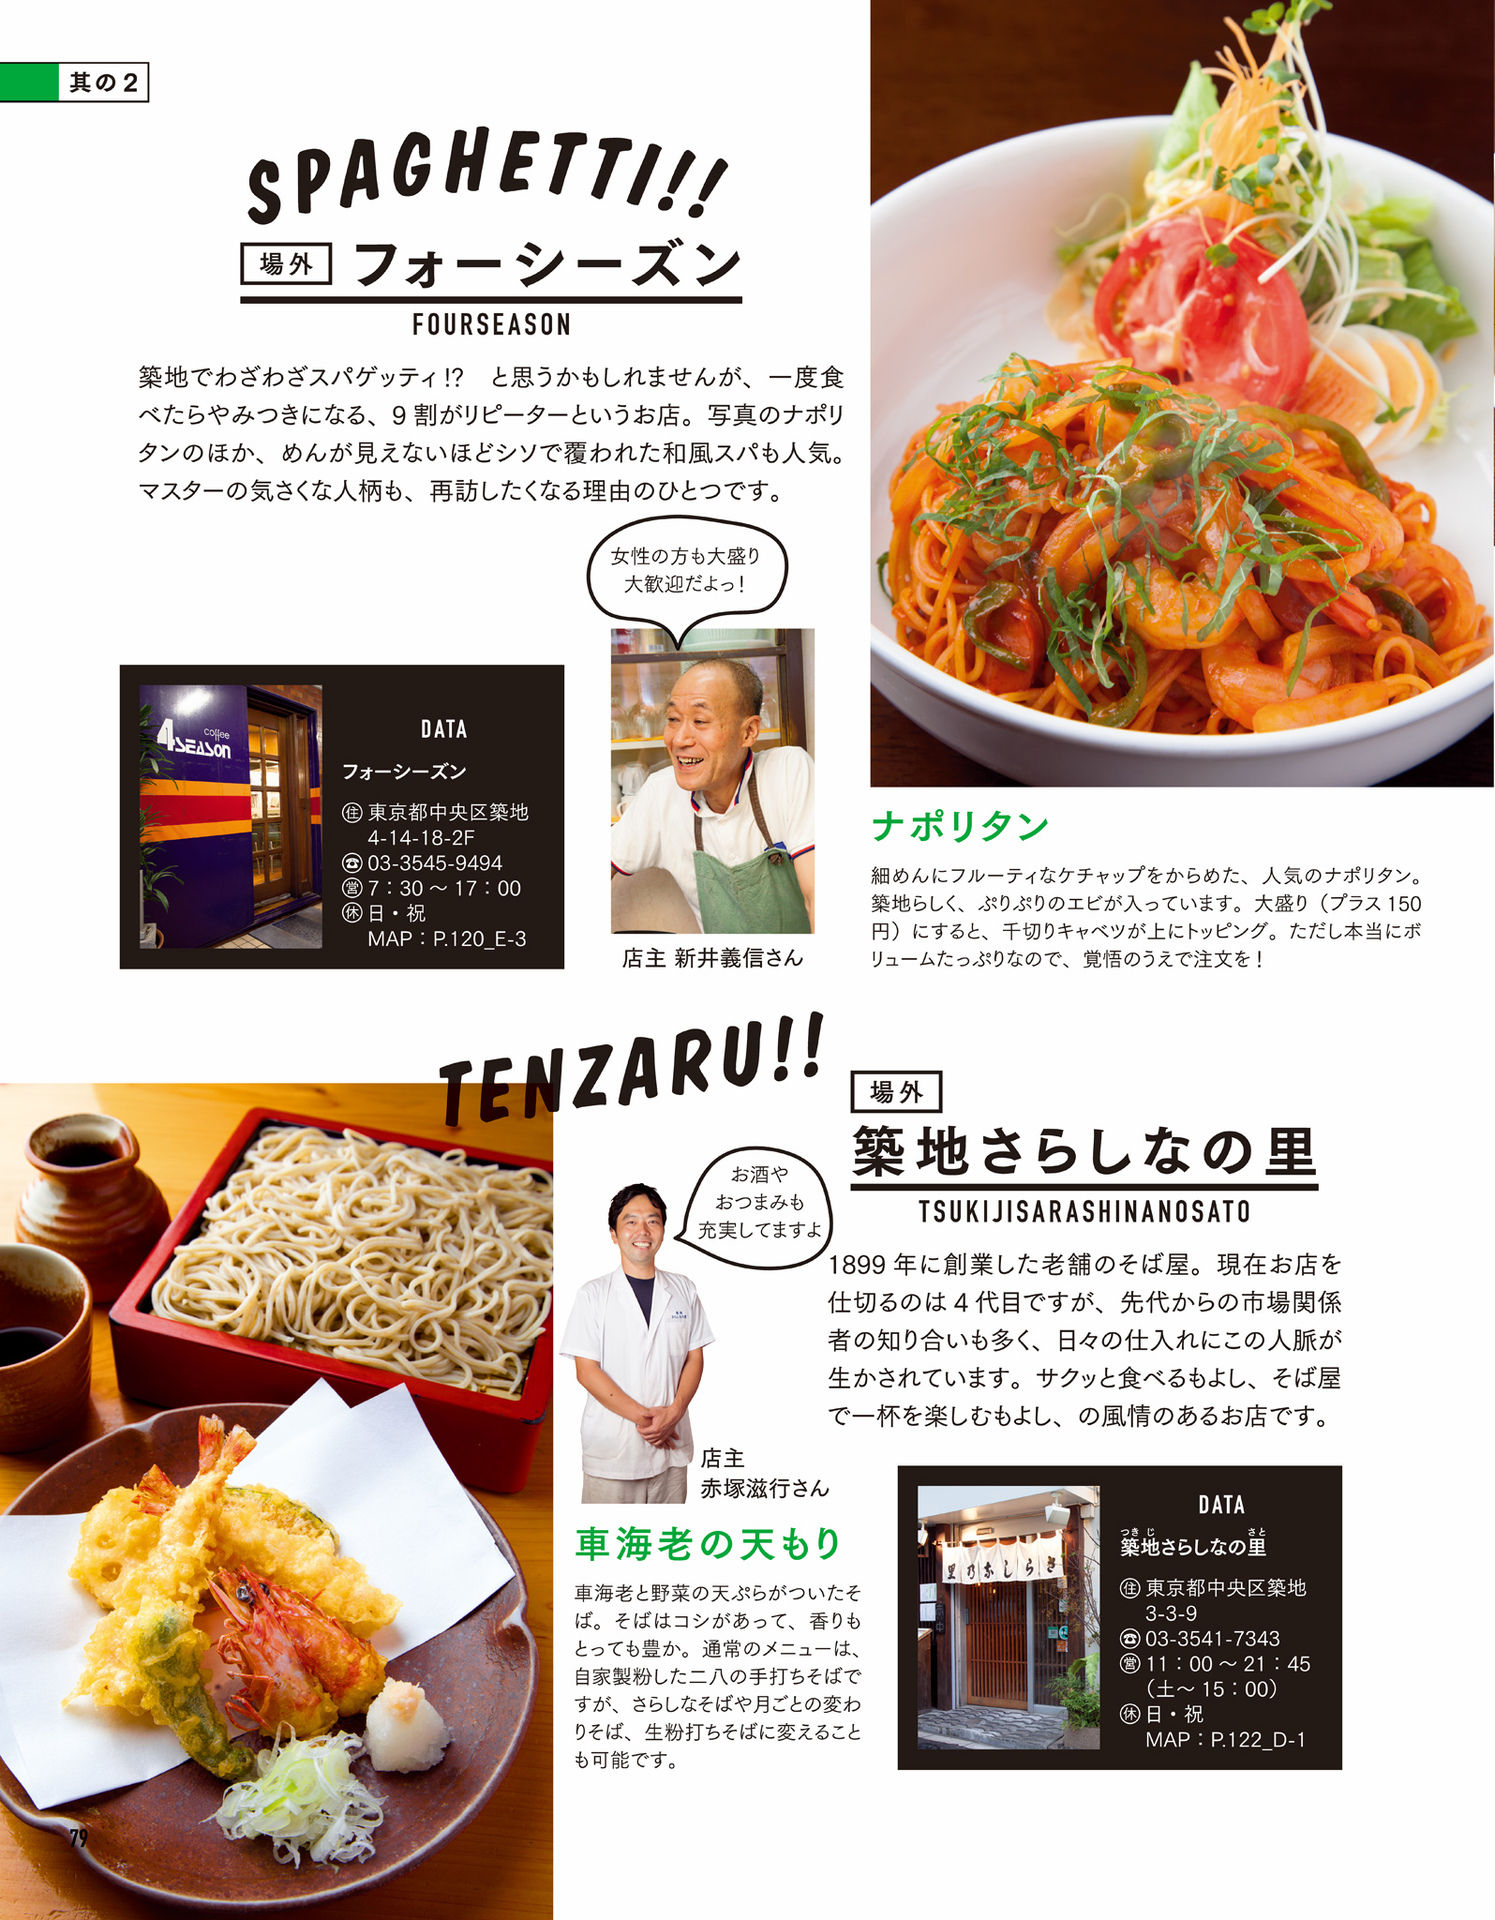 其の2
SPAGHETTI!!
場外 フォーシーズン
FOURSEASON
築地でわざわざスパゲッティ!?　と思うかもしれませんが、一度食
べたらやみつきになる、9割がリピーターというお店。写真のナポリ
タンのほか、めんが見えないほどシソで覆われた和風スパも人気。
マスターの気さくな人柄も、再訪したくなる理由のひとつです。
女性の方も大盛り
大歓迎だよっ！
4 coffee
SEASON
DATA
フォーシーズン
住 東京都中央区築地
4-14-18-2F
☎ 03-3545-9494
営 7：30～17：00
休 日・祝
MAP：P.120_E-3
店主 新井義信さん
ナポリタン
細めんにフルーティなケチャップをからめた、人気のナポリタン。
築地らしく、ぷりぷりのエビが入っています。大盛り（プラス150
円）にすると、千切りキャベツが上にトッピング。ただし本当にボ
リュームたっぷりなので、覚悟のうえで注文を！
TENZARU!!
場外
築地さらしなの里
TSUKIJISARASHINANOSATO
お酒や
おつまみも
充実してますよ
1899年に創業した老舗のそば屋。現在お店を
仕切るのは4代目ですが、先代からの市場関係
者の知り合いも多く、日々の仕入れにこの人脈が
生かされています。サクッと食べるもよし、そば屋
で一杯を楽しむもよし、の風情のあるお店です。
店主
赤塚滋行さん
車海老の天もり
車海老と野菜の天ぷらがついたそ
ば。そばはコシがあって、香りも
とっても豊か。通常のメニューは、
自家製粉した二八の手打ちそばで
すが、さらしなそばや月ごとの変わ
りそば、生粉打ちそばに変えること
も可能です。
里乃なしらさ
DATA
つきじ さと
築地さらしなの里
住 東京都中央区築地
3-3-9
☎ 03-3541-7343
営 11：00～21：45
（土～15：00）
休 日・祝
MAP：P.122_D-1
79